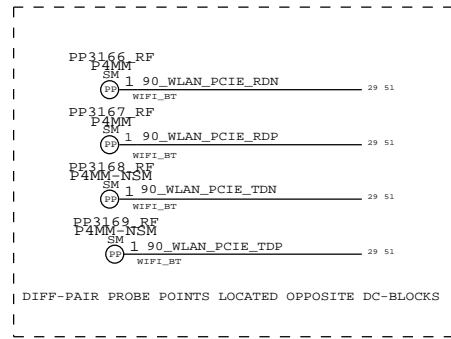 PP3166_RF
P4MM
SM
PP 1 90_WLAN_PCIE_RDN 29 51
WIFI_BT
PP3167_RF
P4MM
SM
PP 1 90_WLAN_PCIE_RDP 29 51
WIFI_BT
PP3168_RF
P4MM-NSM
SM
PP 1 90_WLAN_PCIE_TDN 29 51
WIFI_BT
PP3169_RF
P4MM-NSM
SM
PP 1 90_WLAN_PCIE_TDP 29 51
WIFI_BT
DIFF-PAIR PROBE POINTS LOCATED OPPOSITE DC-BLOCKS